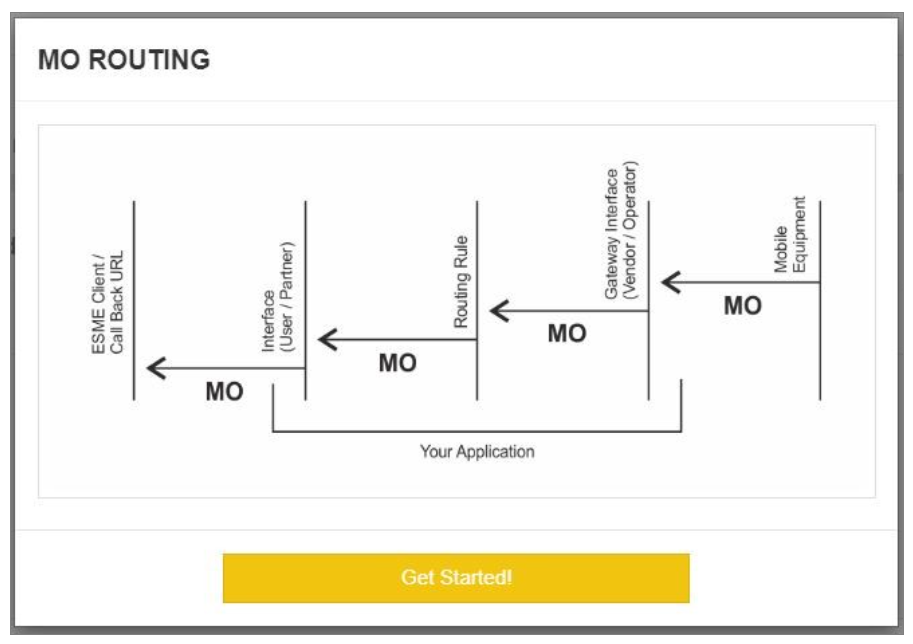 MO ROUTING
ESME Client /
Call Back URL
Interface
(User / Partner)
Routing Rule
Gateway Interface
(Vendor / Operator)
Mobile
Equipment
MO
MO
MO
MO
Your Application
Get Started!